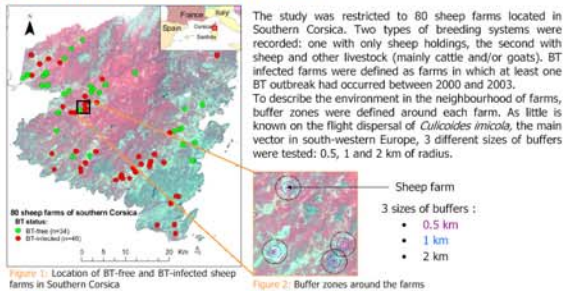 France
Italy
Corsica
Spain
Sardinia
N
80 sheep farms of southern Corsica
BT status:
BT-free (n=34)
BT-infected (n=46)
0 5 10 20 Km
Figure 1: Location of BT-free and BT-infected sheep
farms in Southern Corsica
The study was restricted to 80 sheep farms located in
Southern Corsica. Two types of breeding systems were
recorded: one with only sheep holdings, the second with
sheep and other livestock (mainly cattle and/or goats). BT
infected farms were defined as farms in which at least one
BT outbreak had occurred between 2000 and 2003.
To describe the environment in the neighbourhood of farms,
buffer zones were defined around each farm. As little is
known on the flight dispersal of Culicoides imicola, the main
vector in south-western Europe, 3 different sizes of buffers
were tested: 0.5, 1 and 2 km of radius.
Sheep farm
3 sizes of buffers :
• 0.5 km
• 1 km
• 2 km
Figure 2: Buffer zones around the farms